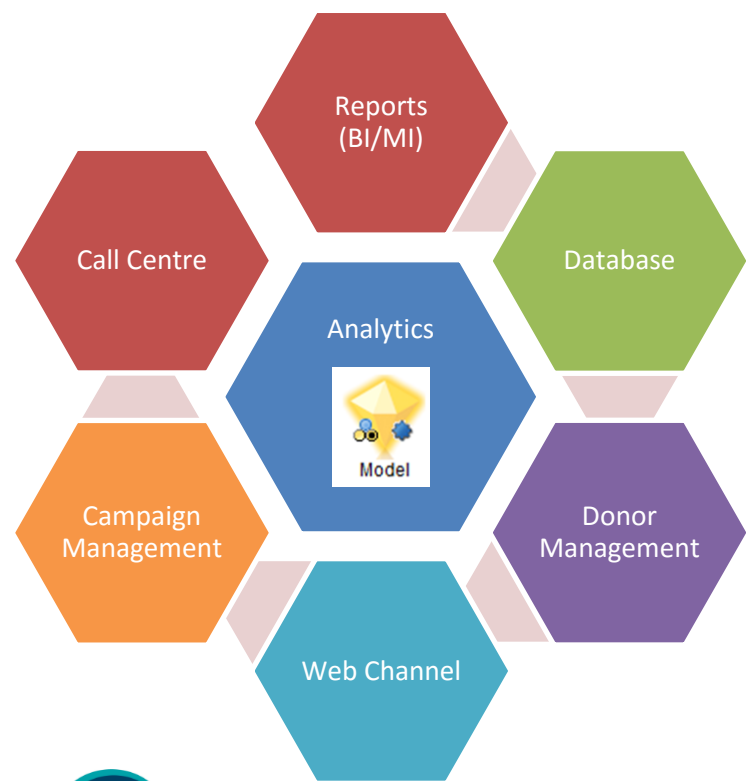 Reports
(BI/MI)
Call Centre
Database
Analytics
Model
Campaign
Management
Donor
Management
Web Channel